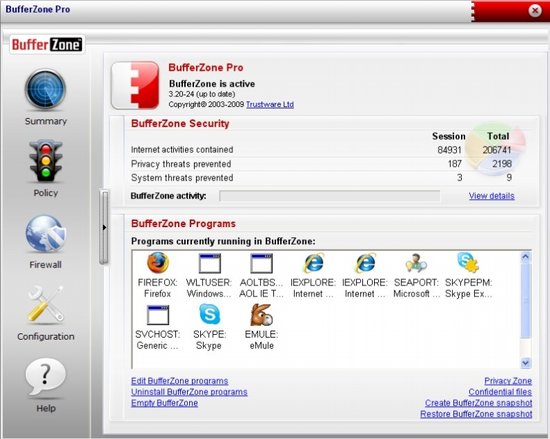 BufferZone Pro
BufferZone
Summary
Policy
Firewall
Configuration
Help
BufferZone Pro
BufferZone is active
3.20-24 (up to date)
Copyright© 2003-2009 Trustware Ltd
BufferZone Security
Session Total
Internet activities contained 84931 206741
Privacy threats prevented 187 2198
System threats prevented 3 9
BufferZone activity: View details
BufferZone Programs
Programs currently running in BufferZone:
FIREFOX: WLTUSER: AOLTBS... IEXPLORE: IEXPLORE: SEAPORT: SKYPEPM:
Firefox Windows... AOL IE T... Internet ... Internet ... Microsoft ... Skype Ex...
SVCHOST: SKYPE: EMULE:
Generic ... Skype eMule
Edit BufferZone programs Privacy Zone
Uninstall BufferZone programs Confidential files
Empty BufferZone Create BufferZone snapshot
Restore BufferZone snapshot